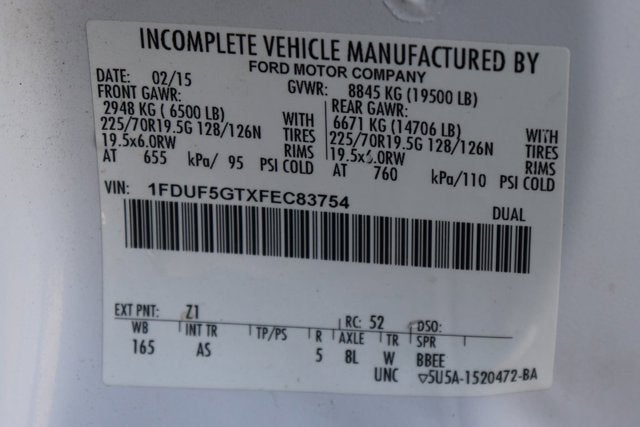 INCOMPLETE VEHICLE MANUFACTURED BY
FORD MOTOR COMPANY
DATE: 02/15 GVWR: 8845 KG (19500 LB)
FRONT GAWR: REAR GAWR:
2948 KG ( 6500 LB) WITH 6671 KG (14706 LB) WITH
225/70R19.5G 128/126N TIRES 225/70R19.5G 128/126N TIRES
19.5x6.0RW RIMS 19.5x6.0RW RIMS
AT 655 kPa/ 95 PSI COLD AT 760 kPa/110 PSI COLD
VIN: 1FDUF5GTXFEC83754 DUAL
EXT PNT: Z1 RC: 52 DSO:
WB INT TR TP/PS R AXLE TR SPR
165 AS 5 8L W BBEE
UNC ▽5U5A-1520472-BA